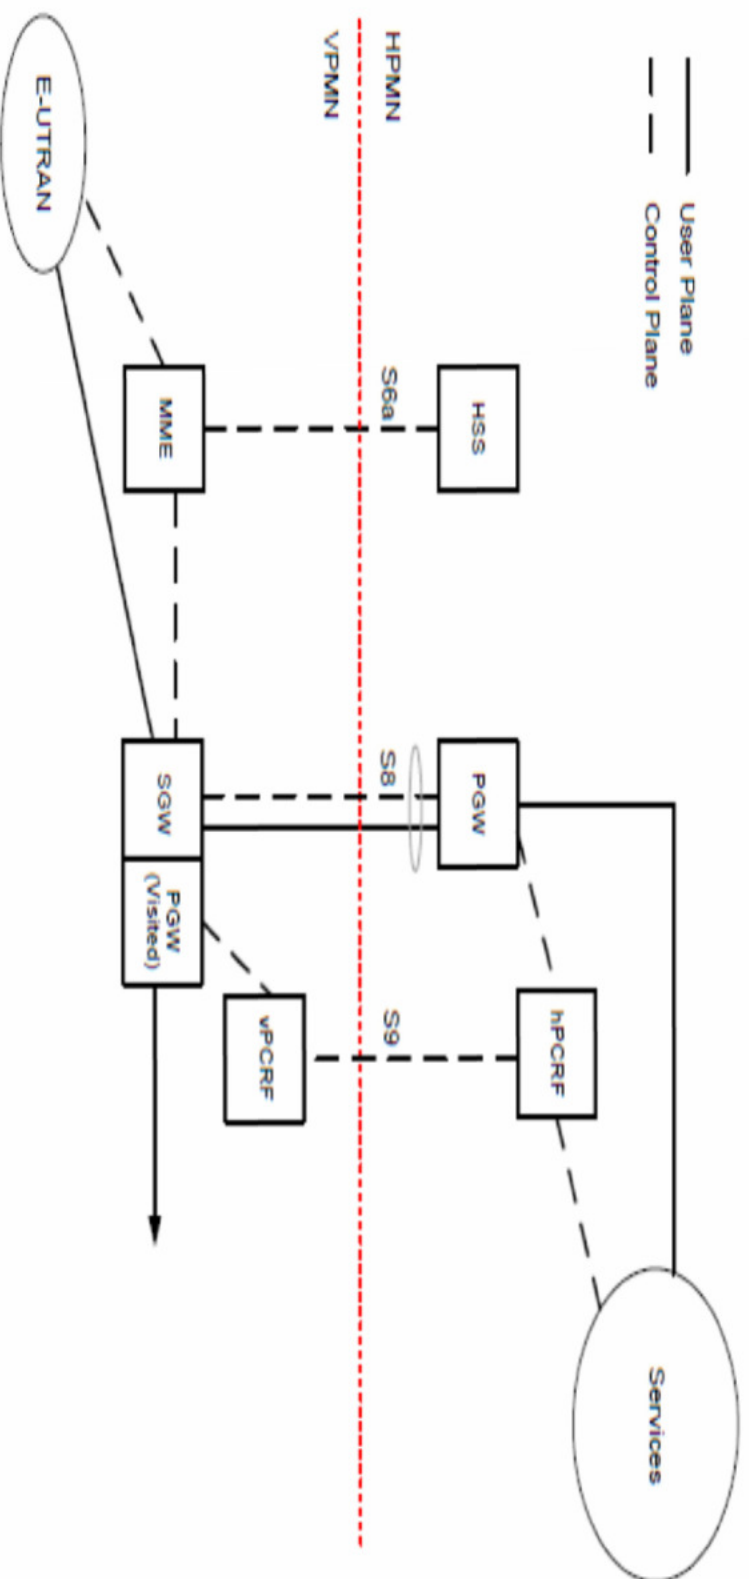 User Plane
Control Plane
HPMN
VPMN
HSS
PGW
hPCRF
Services
S6a
S8
S9
E-UTRAN
MME
SGW
PGW
(Visited)
vPCRF